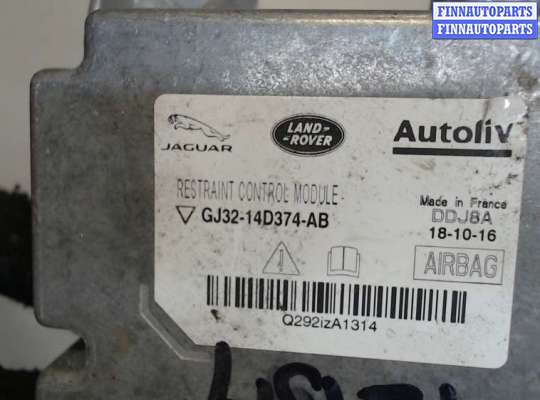 FINNAUTOPARTS
FINNAUTOPARTS
JAGUAR
LAND-
-ROVER
Autoliv
RESTRAINT CONTROL MODULE-
GJ32-14D374-AB
Made in France
DDJ8A
18-10-16
AIRBAG
Q292izA1314